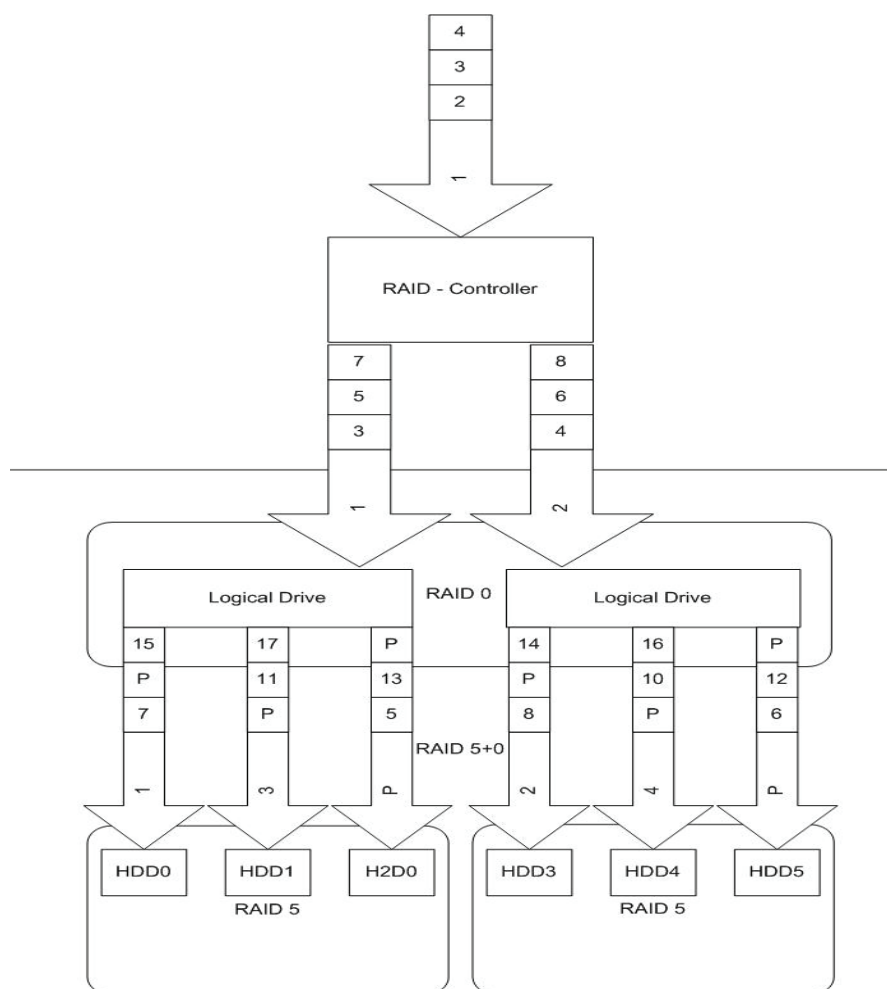 4
3
2
1
RAID - Controller
7 8
5 6
3 4
1 2
Logical Drive RAID 0 Logical Drive
15 17 P 14 16 P
P 11 13 P 10 12
7 P 5 8 P 6
RAID 5+0
1 3 P 2 4 P
HDD0 HDD1 H2D0 HDD3 HDD4 HDD5
RAID 5 RAID 5